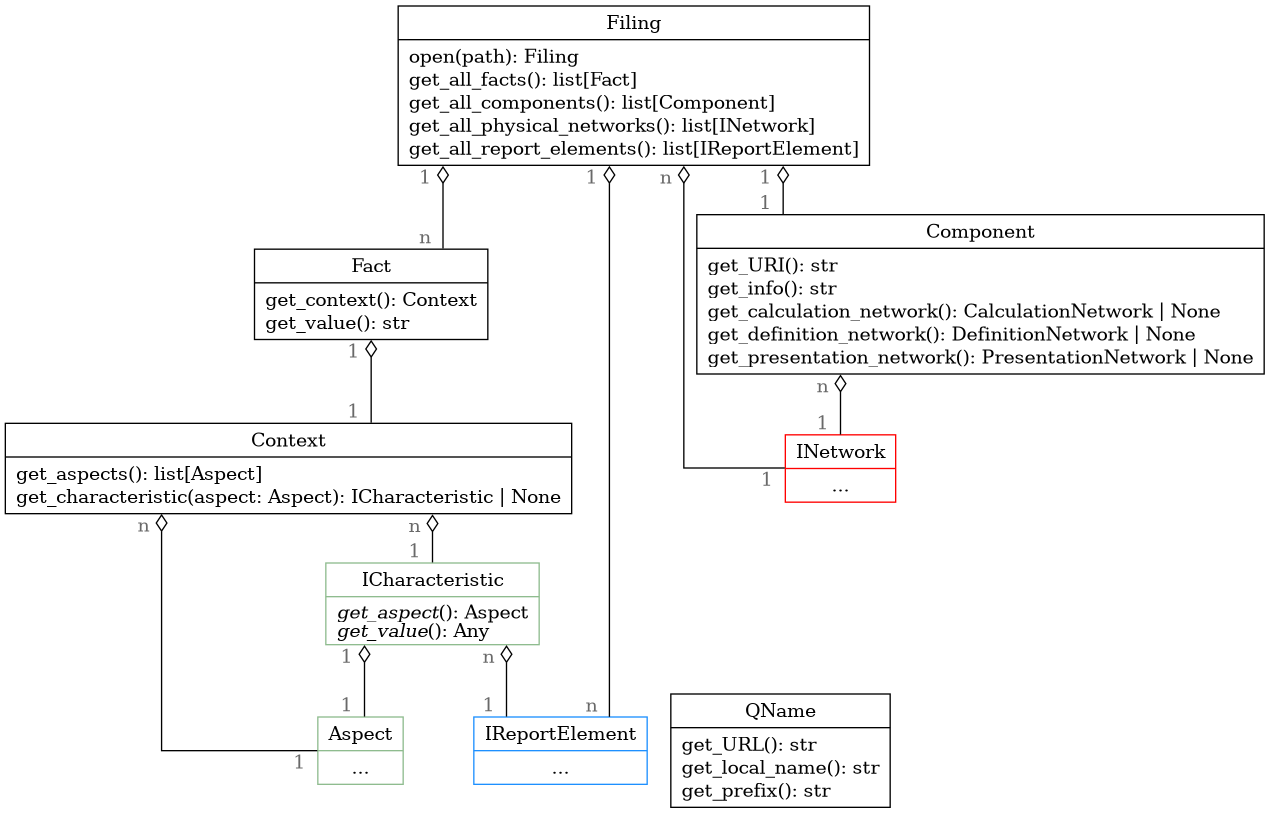 Filing
open(path): Filing
get_all_facts(): list[Fact]
get_all_components(): list[Component]
get_all_physical_networks(): list[INetwork]
get_all_report_elements(): list[IReportElement]
1
1
n
1
n
1
Component
get_URI(): str
get_info(): str
get_calculation_network(): CalculationNetwork | None
get_definition_network(): DefinitionNetwork | None
get_presentation_network(): PresentationNetwork | None
Fact
get_context(): Context
get_value(): str
1
1
n
1
Context
get_aspects(): list[Aspect]
get_characteristic(aspect: Aspect): ICharacteristic | None
INetwork
...
1
n
n
1
ICharacteristic
get_aspect(): Aspect
get_value(): Any
1
n
1
1
n
Aspect
...
1
IReportElement
...
QName
get_URL(): str
get_local_name(): str
get_prefix(): str